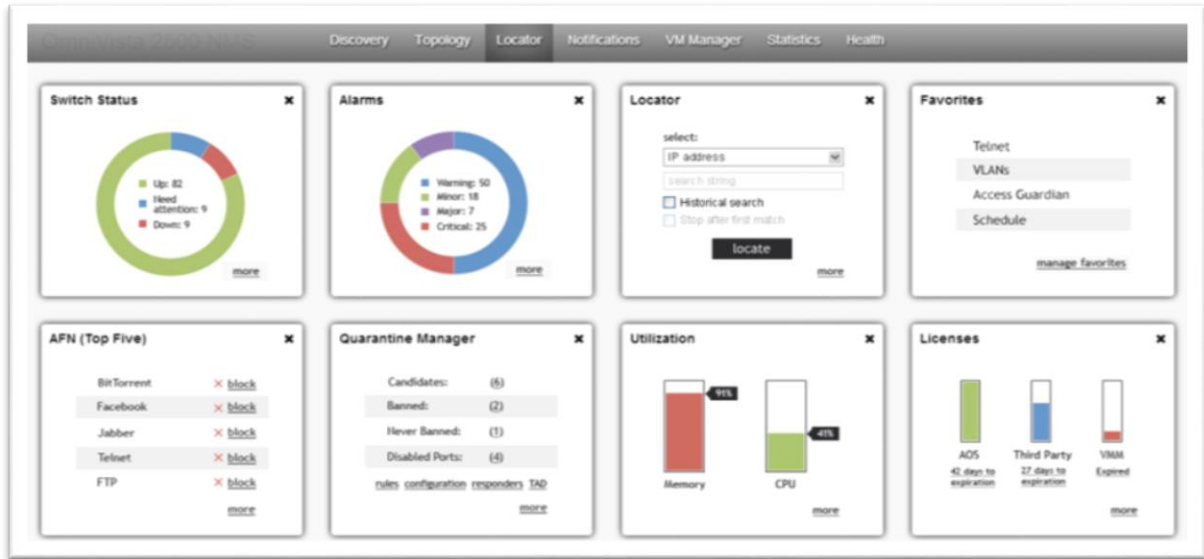 OmniVista 2500 NMS
Discovery Topology Locator Notifications VM Manager Statistics Health
Switch Status
Up: 82
Need
attention: 9
Down: 9
more
Alarms
Warning: 50
Minor: 18
Major: 7
Critical: 25
more
Locator
select:
IP address
search string
Historical search
Stop after first match
locate
more
Favorites
Telnet
VLANs
Access Guardian
Schedule
manage favorites
AFN (Top Five)
BitTorrent block
Facebook block
Jabber block
Telnet block
FTP block
more
Quarantine Manager
Candidates: (6)
Banned: (2)
Never Banned: (1)
Disabled Ports: (4)
rules configuration responders TAD
more
Utilization
91%
41%
Memory CPU
more
Licenses
AOS Third Party VMM
42 days to 27 days to Expired
expiration expiration
more